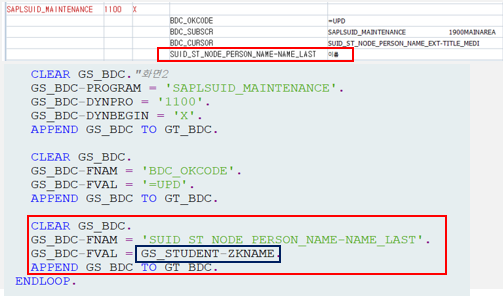 SAPLSUID_MAINTENANCE 1100 X
BDC_OKCODE =UPD
BDC_SUBSCR SAPLSUID_MAINTENANCE 1900MAINAREA
BDC_CURSOR SUID_ST_NODE_PERSON_NAME_EXT-TITLE_MEDI
SUID_ST_NODE_PERSON_NAME-NAME_LAST
CLEAR GS_BDC."화면2
GS_BDC-PROGRAM = 'SAPLSUID_MAINTENANCE'.
GS_BDC-DYNPRO = '1100'.
GS_BDC-DYNBEGIN = 'X'.
APPEND GS_BDC TO GT_BDC.
CLEAR GS_BDC.
GS_BDC-FNAM = 'BDC_OKCODE'.
GS_BDC-FVAL = '=UPD'.
APPEND GS_BDC TO GT_BDC.
CLEAR GS_BDC.
GS_BDC-FNAM = 'SUID_ST_NODE_PERSON_NAME-NAME_LAST'.
GS_BDC-FVAL = GS_STUDENT-ZKNAME.
APPEND GS_BDC TO GT_BDC.
ENDLOOP.